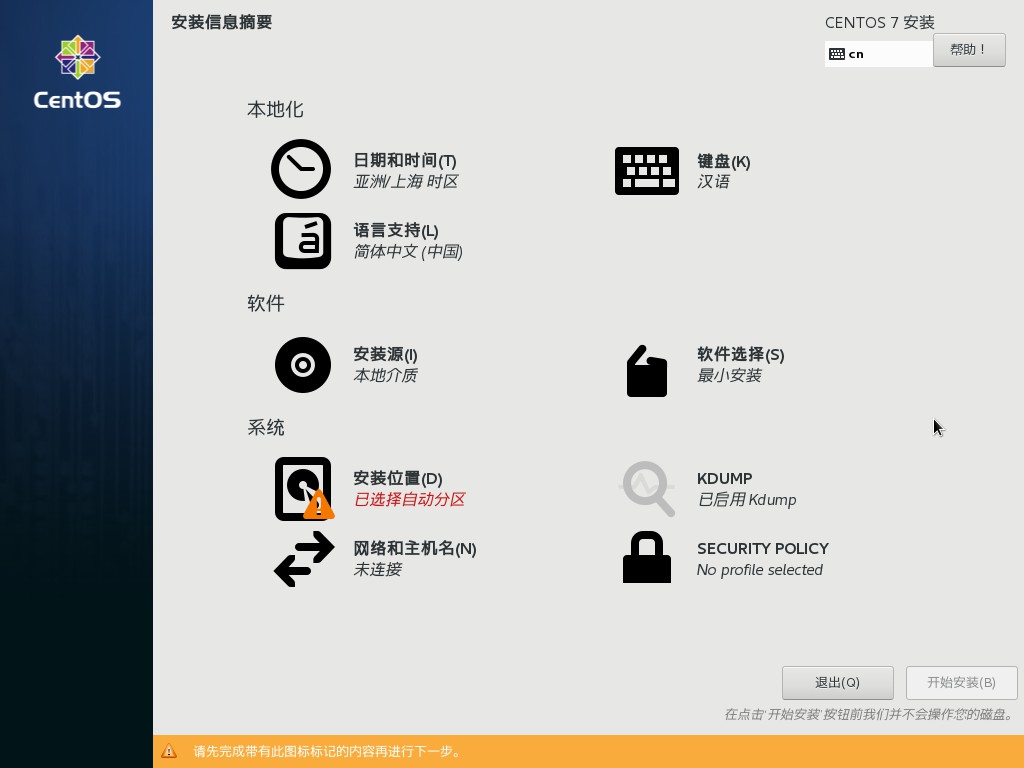 CentOS
安装信息摘要
CENTOS 7 安装
cn
帮助！
本地化
日期和时间(T)
亚洲/上海 时区
键盘(K)
汉语
语言支持(L)
简体中文 (中国)
软件
安装源(I)
本地介质
软件选择(S)
最小安装
系统
安装位置(D)
已选择自动分区
KDUMP
已启用 Kdump
网络和主机名(N)
未连接
SECURITY POLICY
No profile selected
退出(Q)
开始安装(B)
在点击'开始安装'按钮前我们并不会操作您的磁盘。
请先完成带有此图标标记的内容再进行下一步。